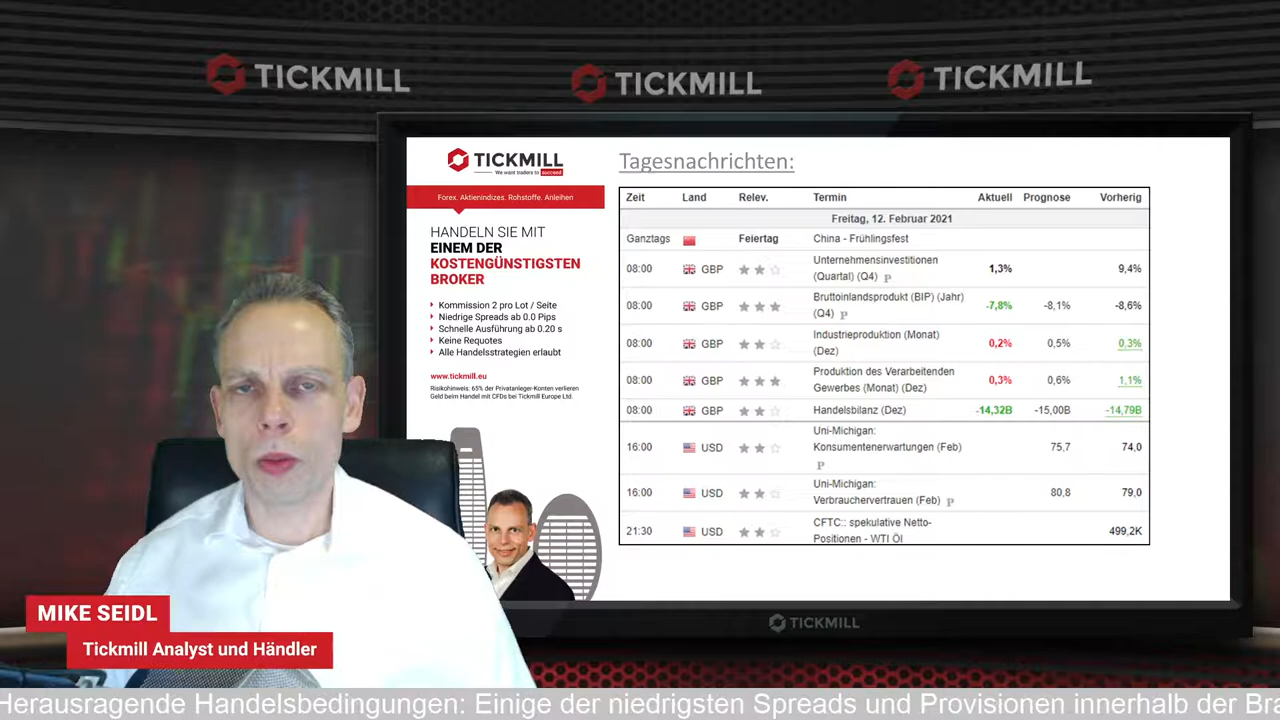 TICKMILL
TICKMILL
TICKMILL
TICKMILL
We want traders to succeed
Forex. Aktienindizes. Rohstoffe. Anleihen
HANDELN SIE MIT
EINEM DER
KOSTENGÜNSTIGSTEN
BROKER
Kommission 2 pro Lot / Seite
Niedrige Spreads ab 0.0 Pips
Schnelle Ausführung ab 0.20 s
Keine Requotes
Alle Handelsstrategien erlaubt
www.tickmill.eu
Risikohinweis: 65% der Privatanleger-Konten verlieren
Geld beim Handel mit CFDs bei Tickmill Europe Ltd.
Tagesnachrichten:
Zeit Land Relev. Termin Aktuell Prognose Vorherig
Freitag, 12. Februar 2021
Ganztags Feiertag China - Frühlingsfest
08:00 GBP Unternehmensinvestitionen (Quartal) (Q4) P 1,3% 9,4%
08:00 GBP Bruttoinlandsprodukt (BIP) (Jahr) (Q4) P -7,8% -8,1% -8,6%
08:00 GBP Industrieproduktion (Monat) (Dez) 0,2% 0,5% 0,3%
08:00 GBP Produktion des Verarbeitenden Gewerbes (Monat) (Dez) 0,3% 0,6% 1,1%
08:00 GBP Handelsbilanz (Dez) -14,32B -15,00B -14,79B
16:00 USD Uni-Michigan: Konsumentenerwartungen (Feb) P 75,7 74,0
16:00 USD Uni-Michigan: Verbrauchervertrauen (Feb) P 80,8 79,0
21:30 USD CFTC:: spekulative Netto-Positionen - WTI Öl 499,2K
TICKMILL
MIKE SEIDL
Tickmill Analyst und Händler
Herausragende Handelsbedingungen: Einige der niedrigsten Spreads und Provisionen innerhalb der Bra